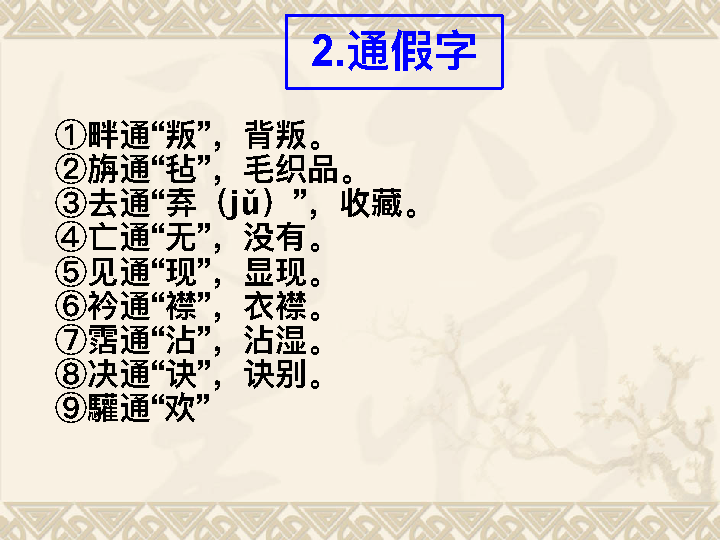 2.通假字
①畔通“叛”，背叛。
②旃通“毡”，毛织品。
③去通“弆（jǔ）”，收藏。
④亡通“无”，没有。
⑤见通“现”，显现。
⑥衿通“襟”，衣襟。
⑦霑通“沾”，沾湿。
⑧决通“诀”，诀别。
⑨驩通“欢”